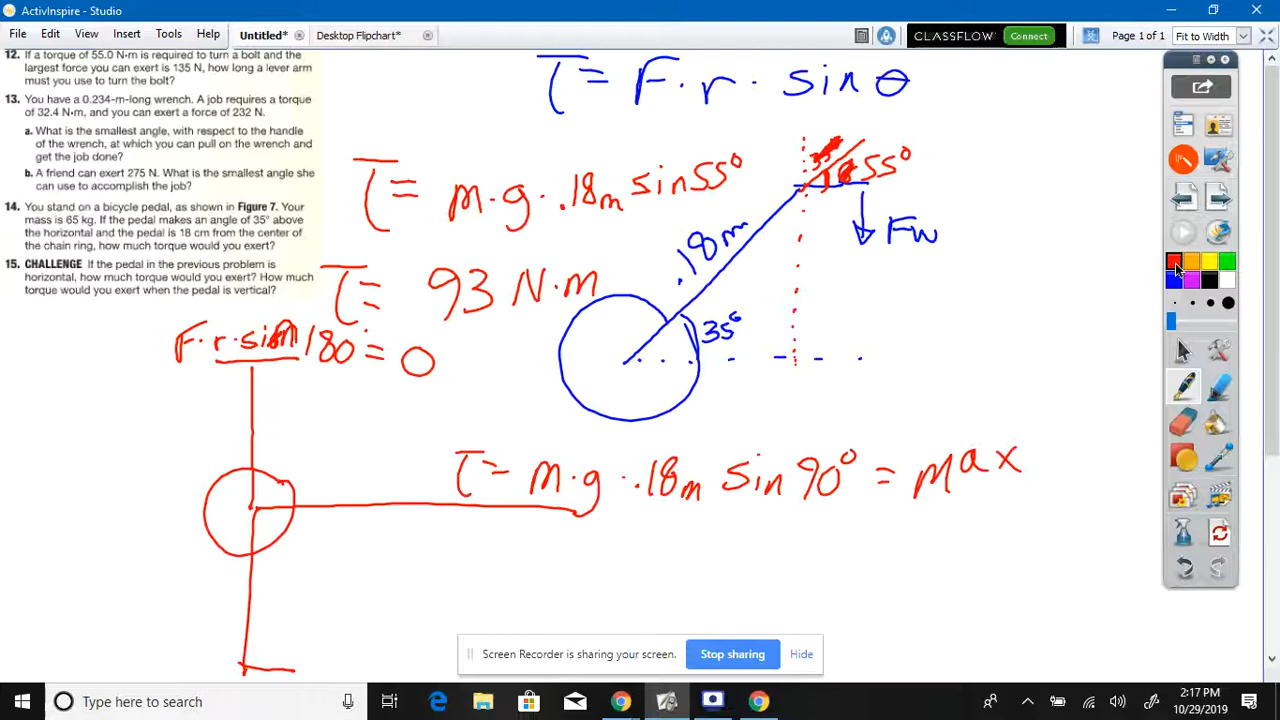 ActivInspire - Studio
File Edit View Insert Tools Help
Untitled* Desktop Flipchart*
CLASSFLOW Connect Page 1 of 1 Fit to Width
12. If a torque of 55.0 N·m is required to turn a bolt and the
largest force you can exert is 135 N, how long a lever arm
must you use to turn the bolt?
13. You have a 0.234-m-long wrench. A job requires a torque
of 32.4 N·m, and you can exert a force of 232 N.
a. What is the smallest angle, with respect to the handle
of the wrench, at which you can pull on the wrench and
get the job done?
b. A friend can exert 275 N. What is the smallest angle she
can use to accomplish the job?
14. You stand on a bicycle pedal, as shown in Figure 7. Your
mass is 65 kg. If the pedal makes an angle of 35° above
the horizontal and the pedal is 18 cm from the center of
the chain ring, how much torque would you exert?
15. CHALLENGE If the pedal in the previous problem is
horizontal, how much torque would you exert? How much
torque would you exert when the pedal is vertical?
τ = F·r· sin θ
τ = m·g·.18m sin55°
55°
.18m
Fw
35°
τ = 93 N·m
F·r·sin 180° = 0
τ = m·g·.18m sin 90° = max
Screen Recorder is sharing your screen. Stop sharing Hide
Type here to search
2:17 PM
10/29/2019